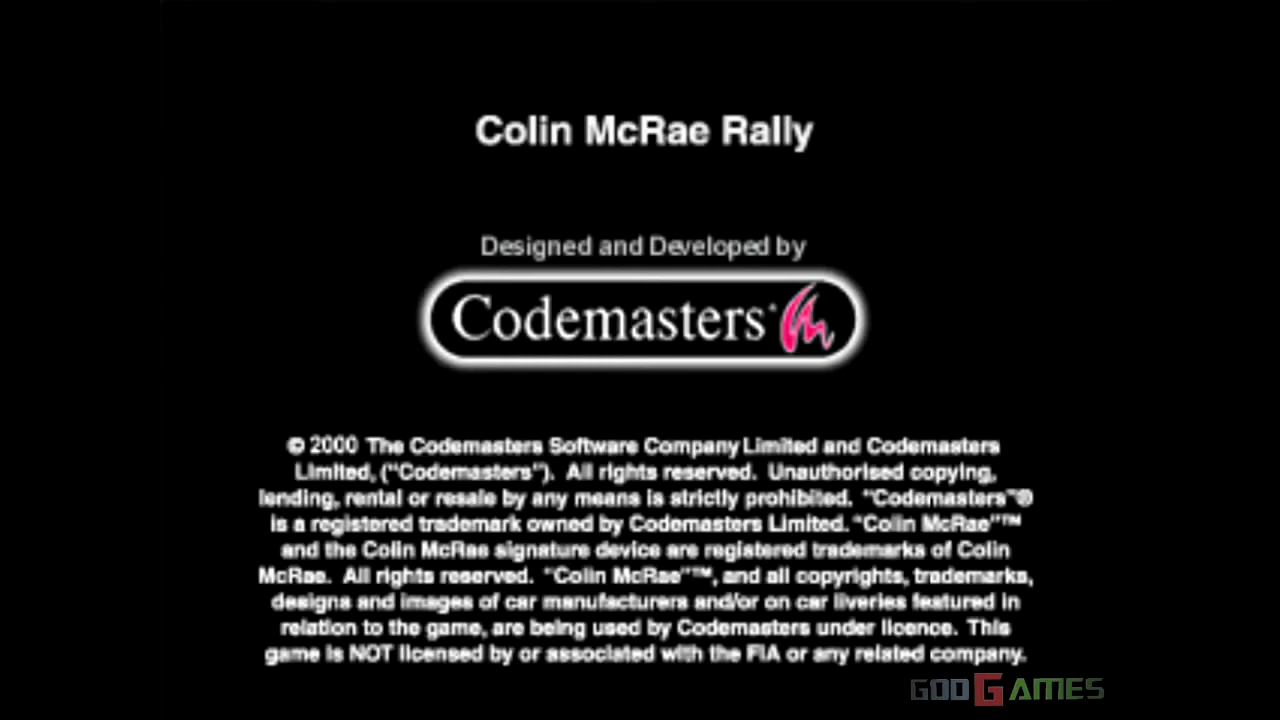 Colin McRae Rally
Designed and Developed by
Codemasters
© 2000 The Codemasters Software Company Limited and Codemasters
Limited, ("Codemasters"). All rights reserved. Unauthorised copying,
lending, rental or resale by any means is strictly prohibited. "Codemasters"®
is a registered trademark owned by Codemasters Limited. "Colin McRae"™
and the Colin McRae signature device are registered trademarks of Colin
McRae. All rights reserved. "Colin McRae"™, and all copyrights, trademarks,
designs and images of car manufacturers and/or on car liveries featured in
relation to the game, are being used by Codemasters under licence. This
game is NOT licensed by or associated with the FIA or any related company.
GODGAMES